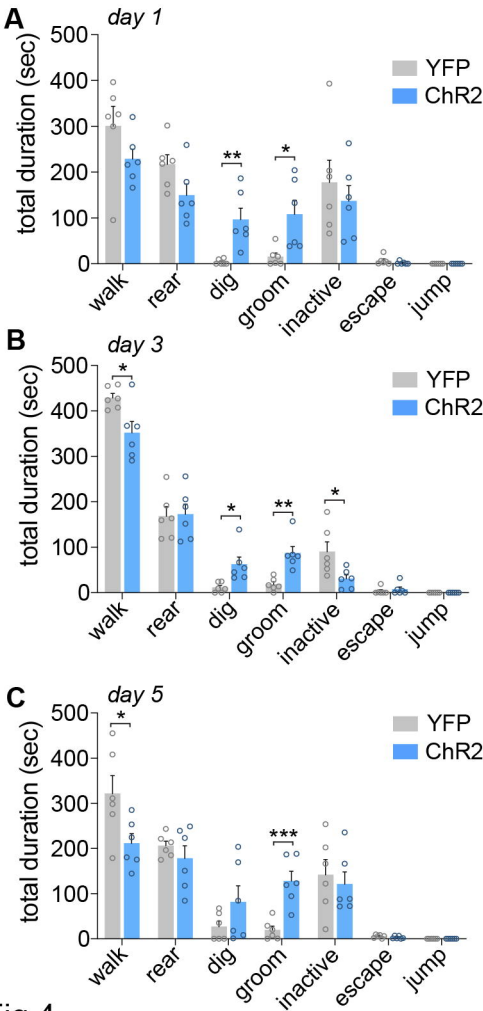 A day 1
total duration (sec)
500
400
300
200
100
0
YFP
ChR2
** *
walk rear dig groom inactive escape jump
B day 3
total duration (sec)
500
400
300
200
100
0
YFP
ChR2
* * ** *
walk rear dig groom inactive escape jump
C day 5
total duration (sec)
500
400
300
200
100
0
YFP
ChR2
* ***
walk rear dig groom inactive escape jump
Fig 4